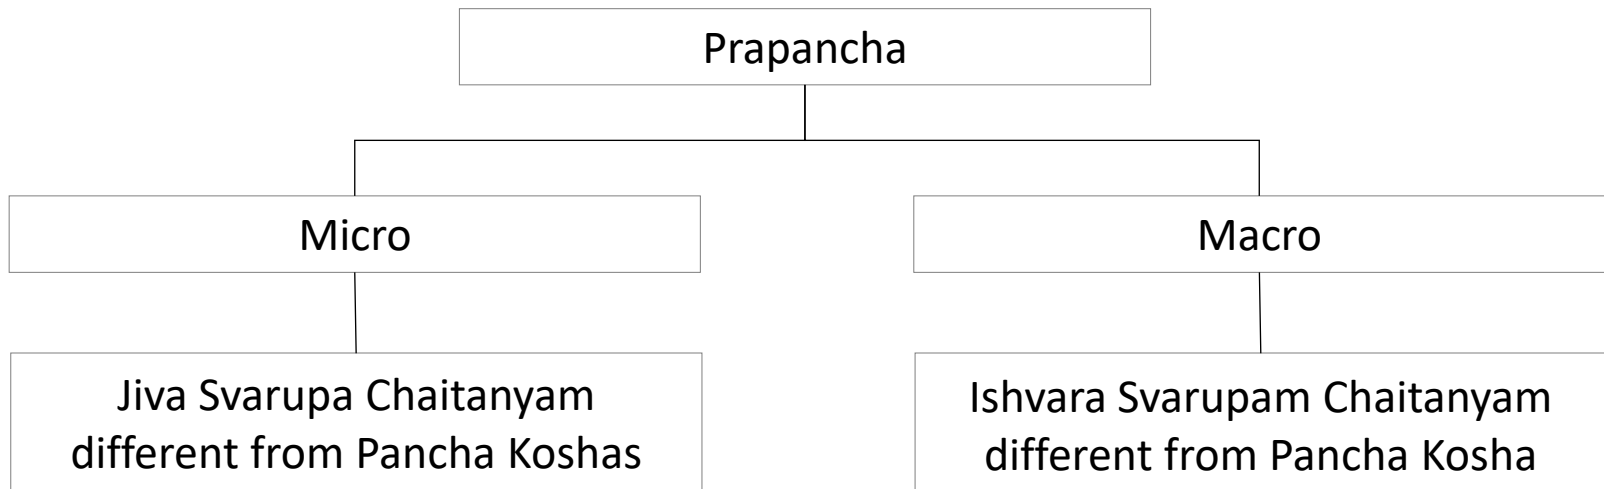 Prapancha
Micro
Macro
Jiva Svarupa Chaitanyam
different from Pancha Koshas
Ishvara Svarupam Chaitanyam
different from Pancha Kosha